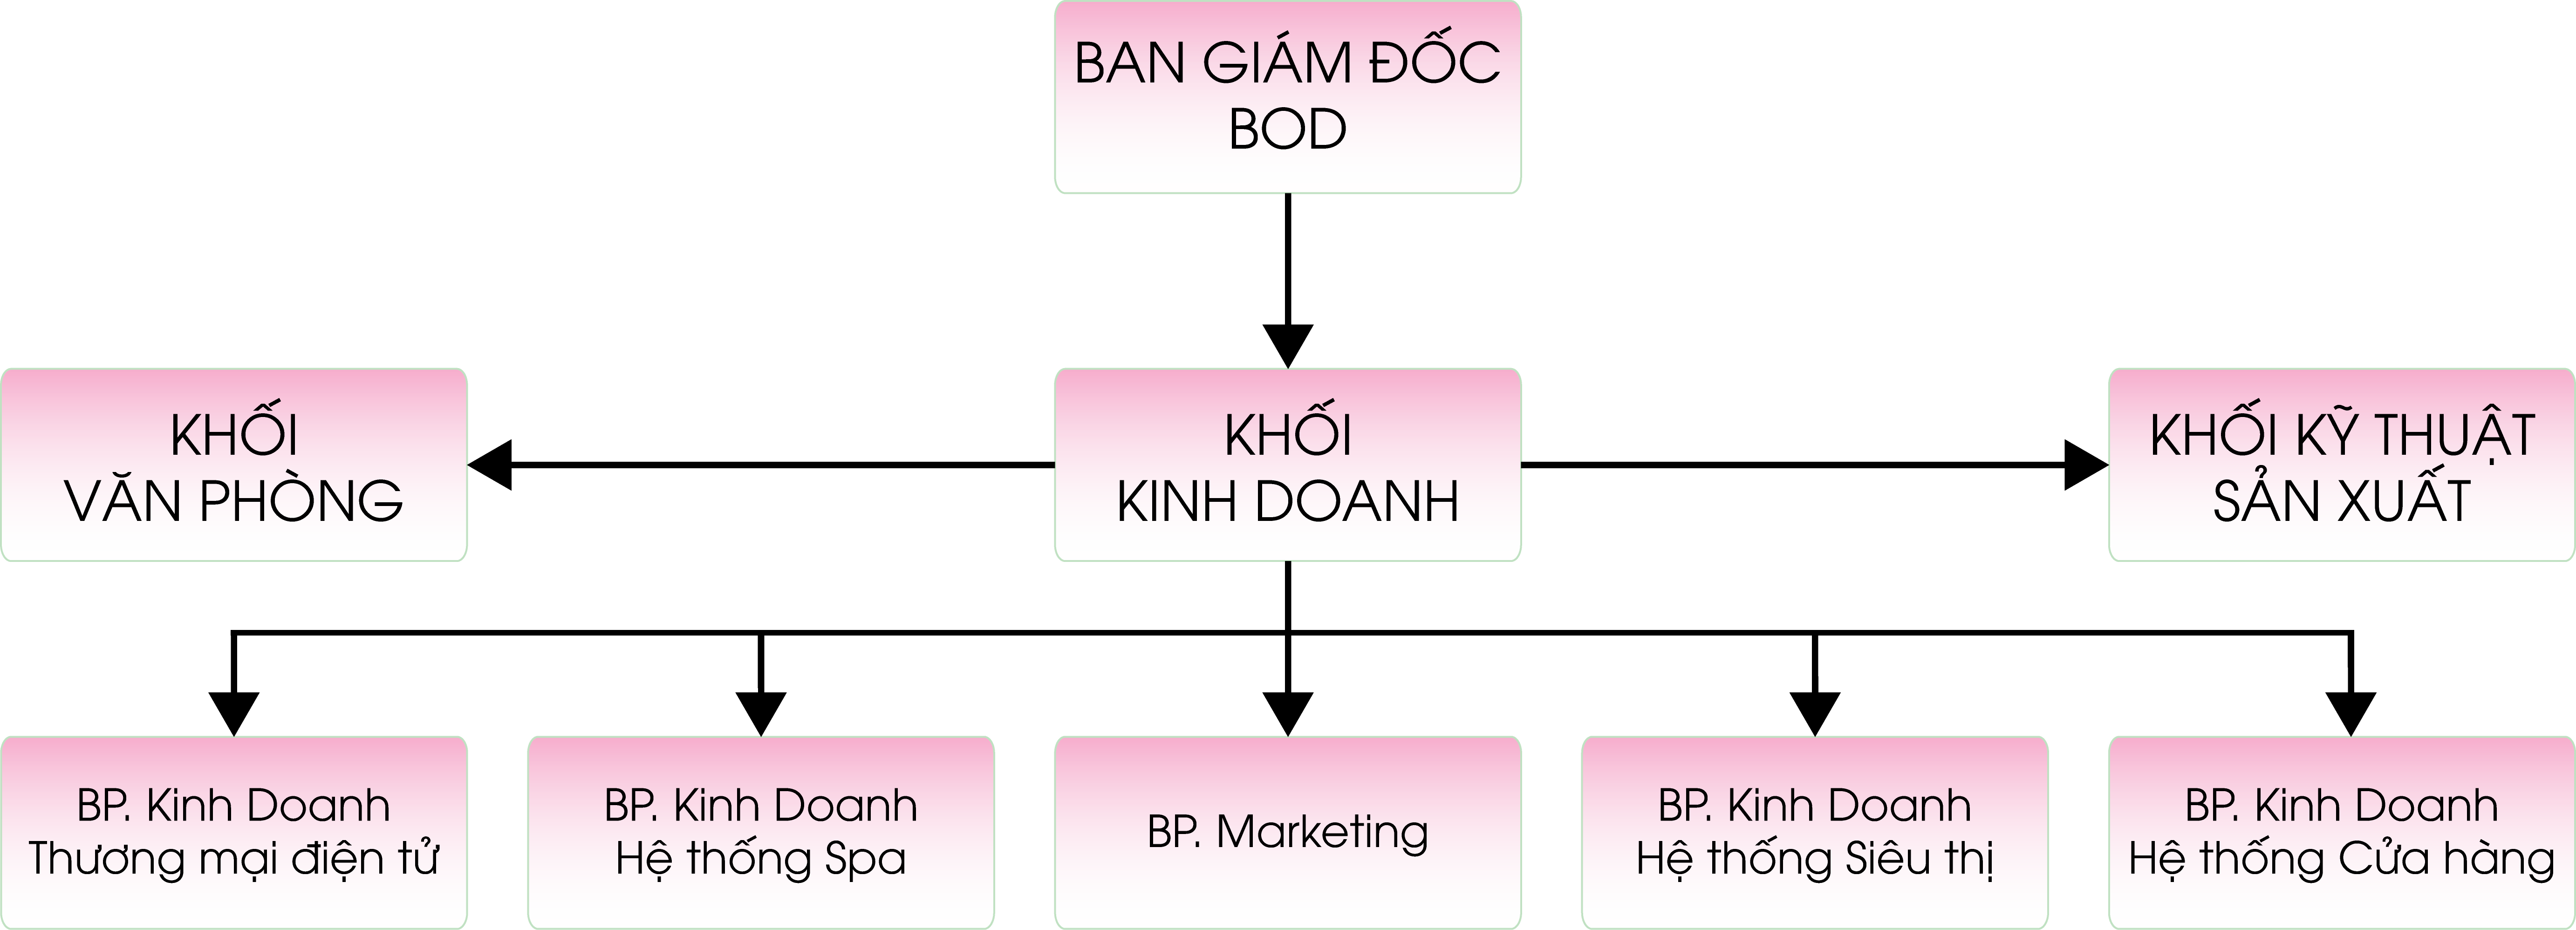 BAN GIÁM ĐỐC
BOD
KHỐI
VĂN PHÒNG
KHỐI
KINH DOANH
KHỐI KỸ THUẬT
SẢN XUẤT
BP. Kinh Doanh
Thương mại điện tử
BP. Kinh Doanh
Hệ thống Spa
BP. Marketing
BP. Kinh Doanh
Hệ thống Siêu thị
BP. Kinh Doanh
Hệ thống Cửa hàng